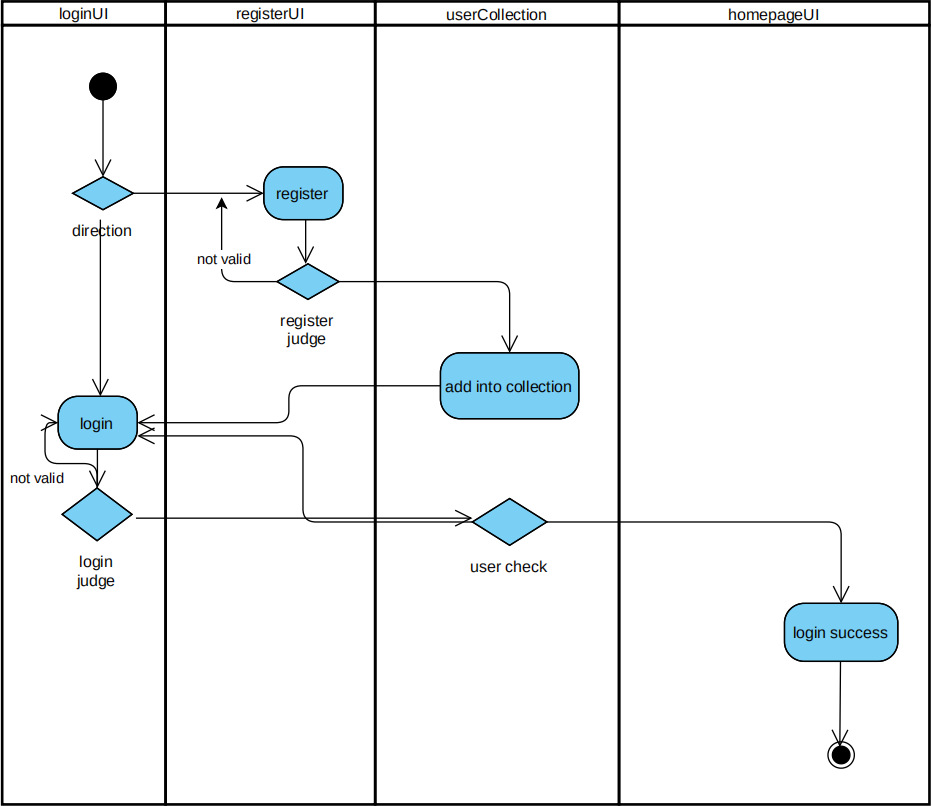 loginUI
registerUI
userCollection
homepageUI
register
direction
not valid
register
judge
add into collection
login
not valid
login
judge
user check
login success